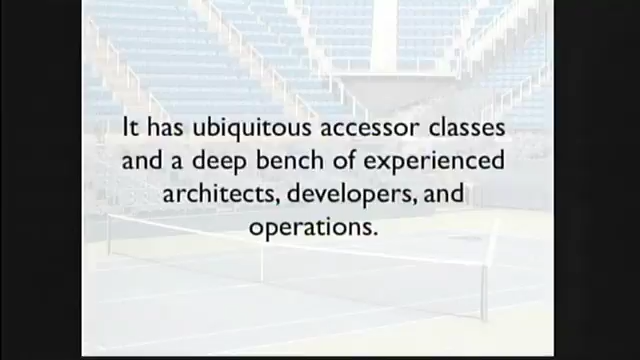 It has ubiquitous accessor classes
and a deep bench of experienced
architects, developers, and
operations.